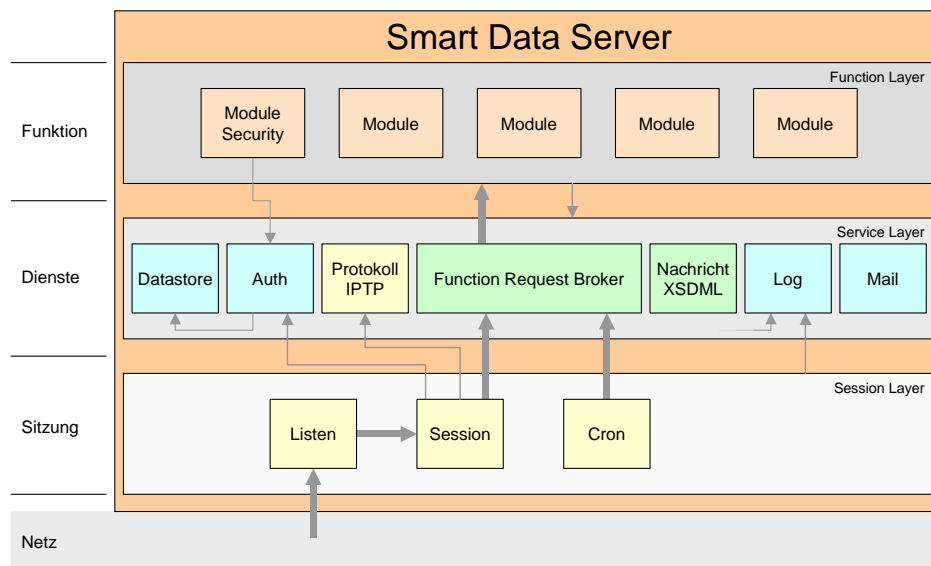 Smart Data Server
Function Layer
Funktion
Module
Security
Module
Module
Module
Module
Service Layer
Dienste
Datastore
Auth
Protokoll
IPTP
Function Request Broker
Nachricht
XSDML
Log
Mail
Session Layer
Sitzung
Listen
Session
Cron
Netz